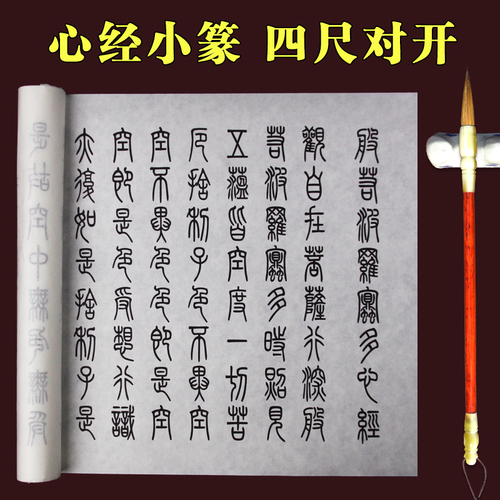 心经小篆 四尺对开
般若波羅蜜多心經
觀自在菩薩行深般
若波羅蜜多時照見
五蘊皆空度一切苦
厄捨利子色不異空
空不異色色即是空
空即是色受想行識
亦復如是捨利子是
是故空中無色無受